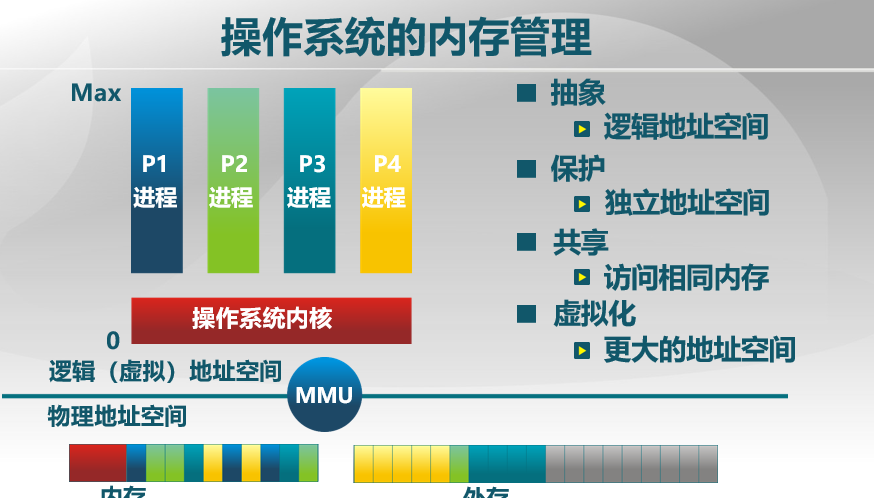 操作系统的内存管理
Max
P1
进程
P2
进程
P3
进程
P4
进程
操作系统内核
0
逻辑（虚拟）地址空间
MMU
物理地址空间
内存
外存
抽象
逻辑地址空间
保护
独立地址空间
共享
访问相同内存
虚拟化
更大的地址空间